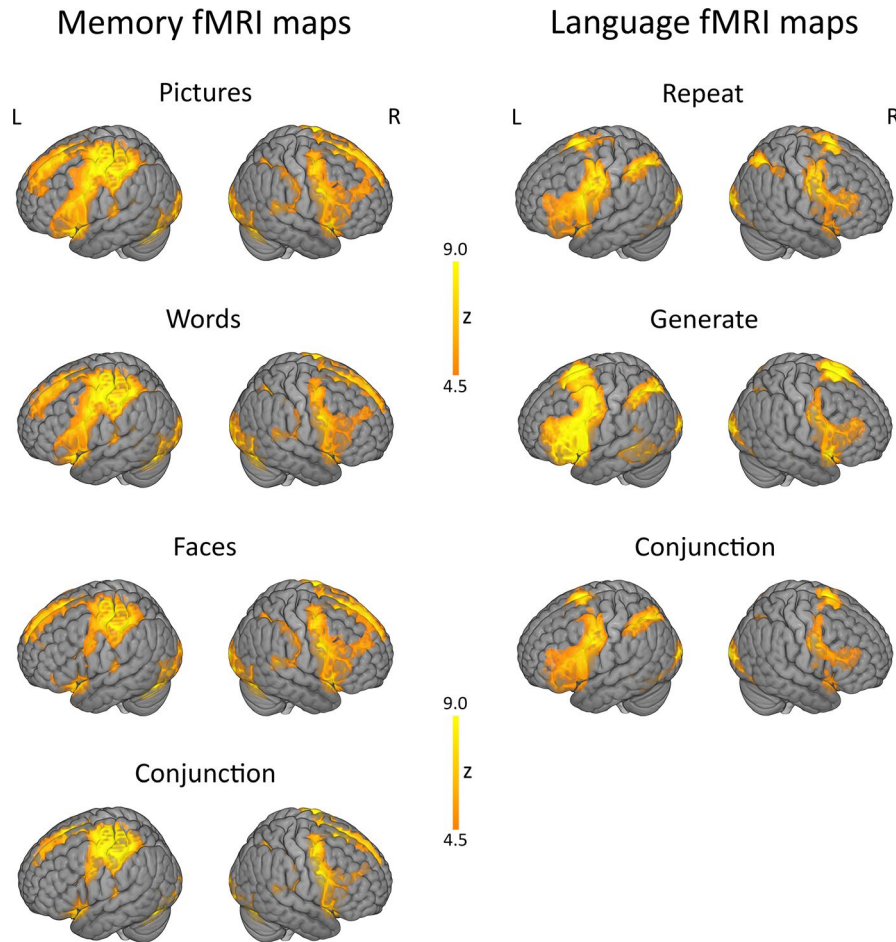 Memory fMRI maps
Language fMRI maps
Pictures
Repeat
L
R
L
R
9.0
z
4.5
Words
Generate
Faces
Conjunction
9.0
z
4.5
Conjunction